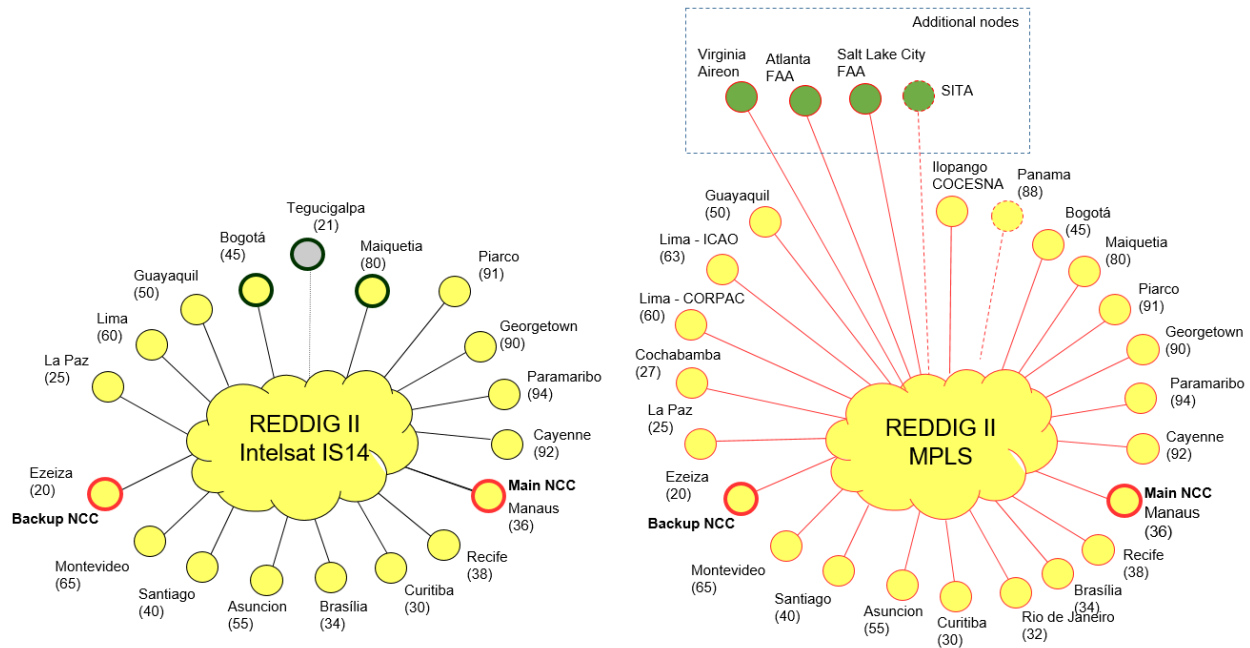 Tegucigalpa
(21)
Bogotá
(45)
Maiquetia
(80)
Piarco
(91)
Guayaquil
(50)
Lima
(60)
Georgetown
(90)
La Paz
(25)
Paramaribo
(94)
REDDIG II
Intelsat IS14
Cayenne
(92)
Ezeiza
(20)
Backup NCC
Main NCC
Manaus
(36)
Montevideo
(65)
Santiago
(40)
Asuncion
(55)
Brasília
(34)
Curitiba
(30)
Recife
(38)
Additional nodes
Virginia
Aireon
Atlanta
FAA
Salt Lake City
FAA
SITA
Ilopango
COCESNA
Panama
(88)
Guayaquil
(50)
Bogotá
(45)
Lima - ICAO
(63)
Maiquetia
(80)
Lima - CORPAC
(60)
Piarco
(91)
Cochabamba
(27)
Georgetown
(90)
La Paz
(25)
Paramaribo
(94)
REDDIG II
MPLS
Cayenne
(92)
Ezeiza
(20)
Backup NCC
Main NCC
Manaus
(36)
Montevideo
(65)
Santiago
(40)
Asuncion
(55)
Curitiba
(30)
Rio de Janeiro
(32)
Brasília
(34)
Recife
(38)